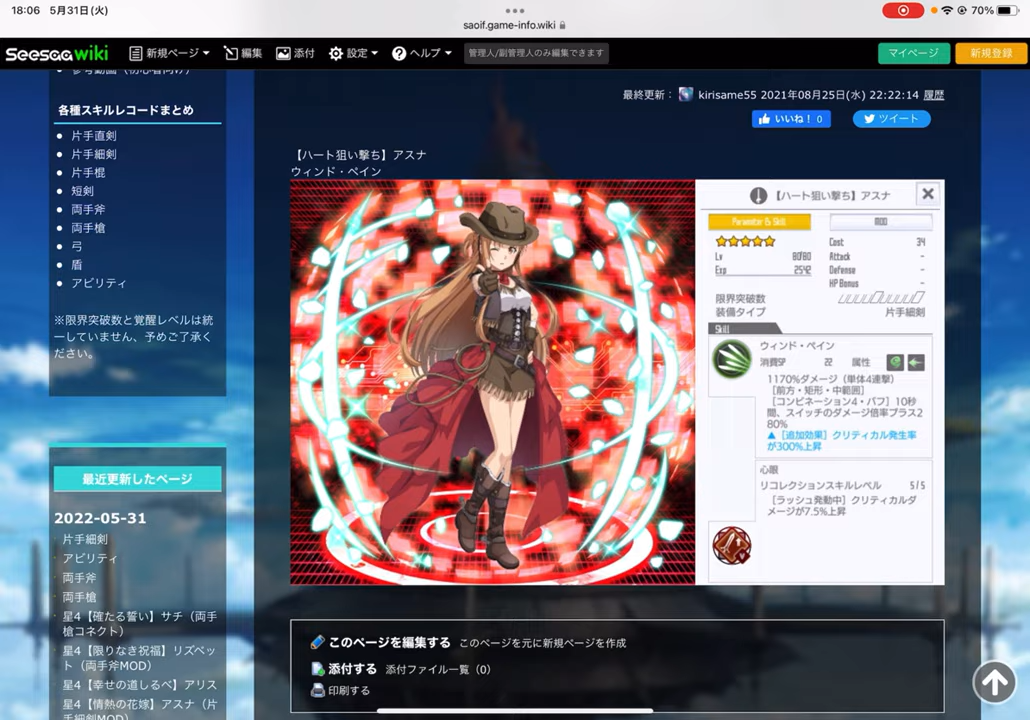 18:06 5月31日(火)
70%
saoif.game-info.wiki
Seesaa wiki
新規ページ
編集
添付
設定
ヘルプ
管理人/副管理人のみ編集できます
マイページ
新規登録
参考動画（初心者向け）
各種スキルレコードまとめ
片手直剣
片手細剣
片手棍
短剣
両手斧
両手槍
弓
盾
アビリティ
※限界突破数と覚醒レベルは統
一していません、予めご了承く
ださい。
最近更新したページ
2022-05-31
片手細剣
アビリティ
両手斧
両手槍
星4【確たる誓い】サチ（両手
槍コネクト）
星4【限りなき祝福】リズベッ
ト（両手斧MOD）
星4【幸せの道しるべ】アリス
星4【情熱の花嫁】アスナ（片
手細剣MOD）
最終更新： kirisame55 2021年08月25日(水) 22:22:14 履歴
いいね！ 0
ツイート
【ハート狙い撃ち】アスナ
ウィンド・ペイン
【ハート狙い撃ち】アスナ
Parameter & Skill
MOD
Lv 80/80
Exp 2542
Cost 34
Attack -
Defense -
HP Bonus -
限界突破数
装備タイプ 片手細剣
Skill
ウィンド・ペイン
消費SP 22 属性
1170%ダメージ（単体4連撃）
［前方・矩形・中範囲］
［コンビネーション4・バフ］10秒
間、スイッチのダメージ倍率プラス2
80%
▲［追加効果］クリティカル発生率
が300%上昇
心眼
リコレクションスキルレベル 5/5
［ラッシュ発動中］クリティカルダ
メージが7.5%上昇
このページを編集する このページを元に新規ページを作成
添付する 添付ファイル一覧（0）
印刷する